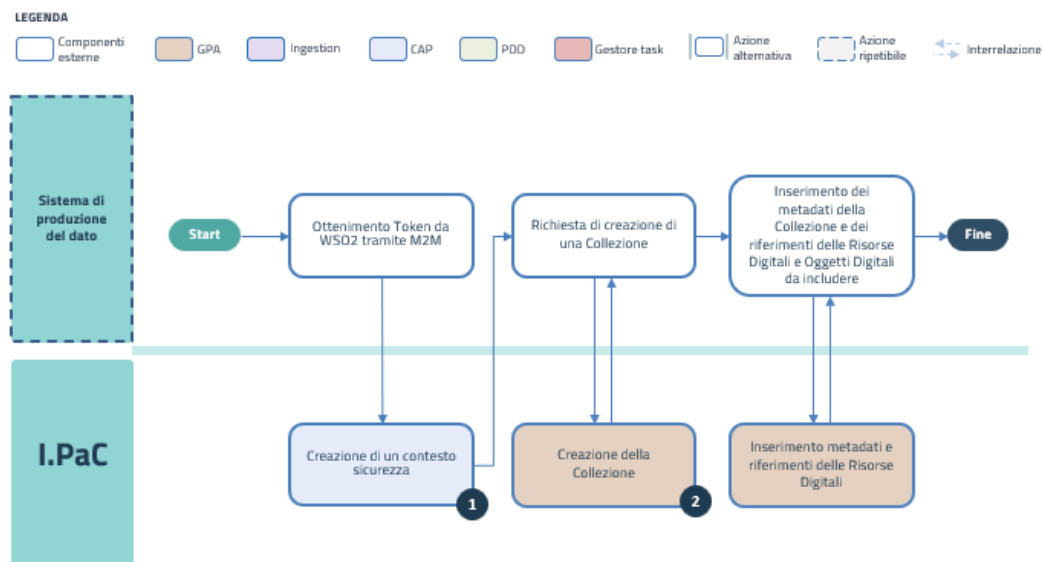 LEGENDA
Componenti
esterne
GPA
Ingestion
CAP
PDD
Gestore task
Azione
alternativa
Azione
ripetibile
Interrelazione
Sistema di
produzione
del dato
Start
Ottenimento Token da
WSO2 tramite M2M
Richiesta di creazione di
una Collezione
Inserimento dei
metadati della
Collezione e dei
riferimenti delle Risorse
Digitali e Oggetti Digitali
da includere
Fine
I.PaC
Creazione di un contesto
sicurezza
1
Creazione della
Collezione
2
Inserimento metadati e
riferimenti delle Risorse
Digitali